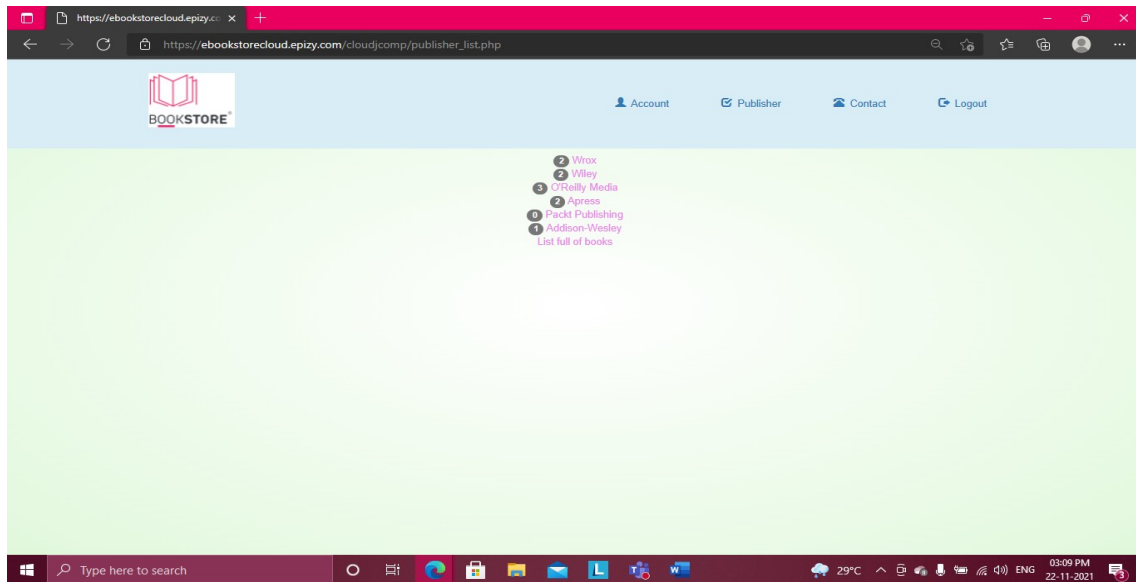 https://ebookstorecloud.epizy.cc
https://ebookstorecloud.epizy.com/cloudjcomp/publisher_list.php
BOOKSTORE®
Account Publisher Contact Logout
2 Wrox
2 Wiley
3 O'Reilly Media
2 Apress
0 Packt Publishing
1 Addison-Wesley
List full of books
Type here to search
L
W
29°C ENG 03:09 PM
22-11-2021
3